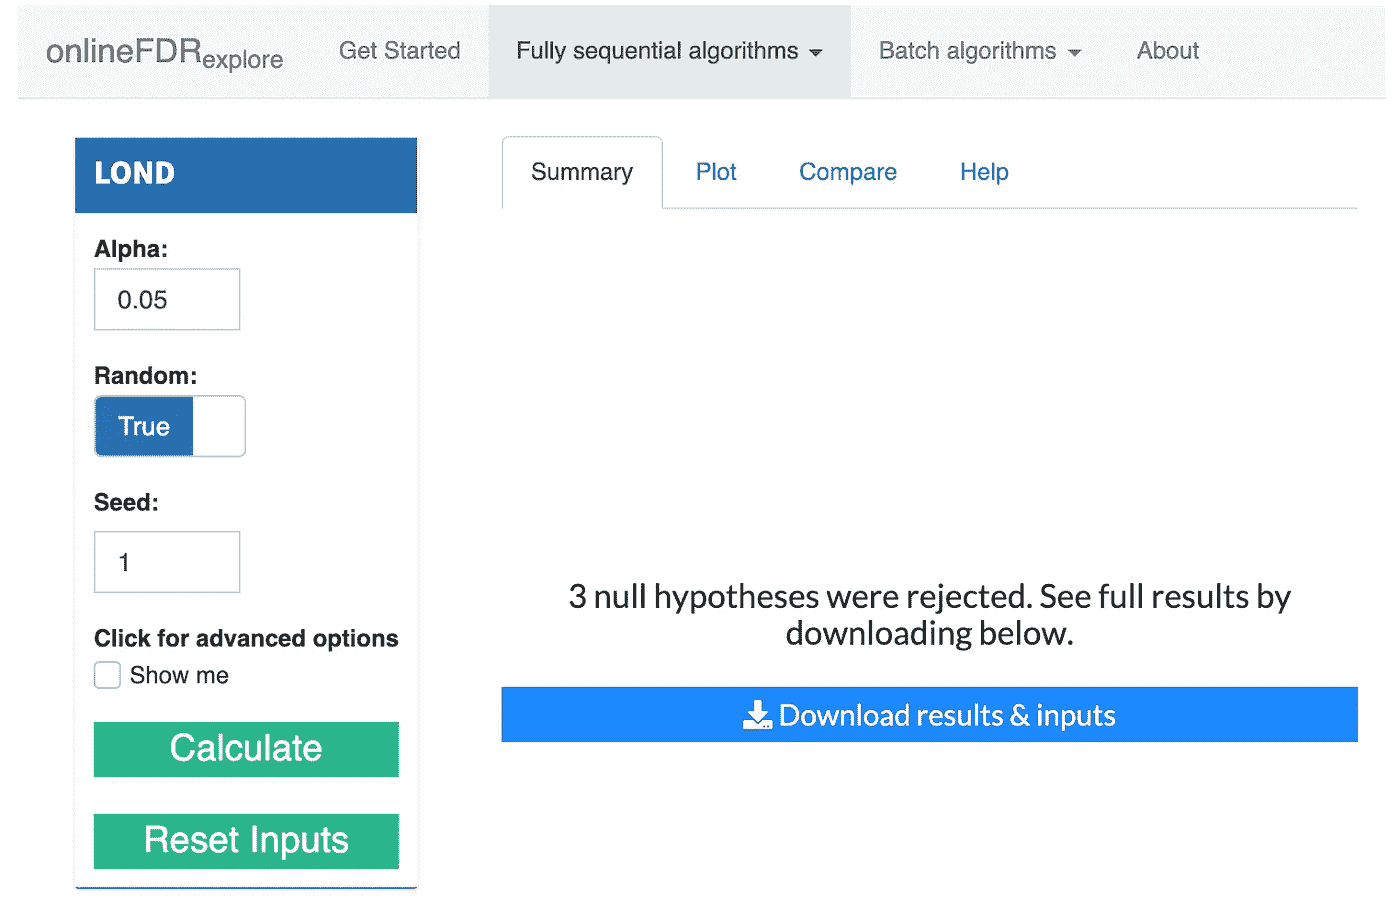 onlineFDRexplore Get Started Fully sequential algorithms Batch algorithms About
LOND
Alpha:
0.05
Random:
True
Seed:
1
Click for advanced options
Show me
Calculate
Reset Inputs
Summary Plot Compare Help
3 null hypotheses were rejected. See full results by
downloading below.
Download results & inputs